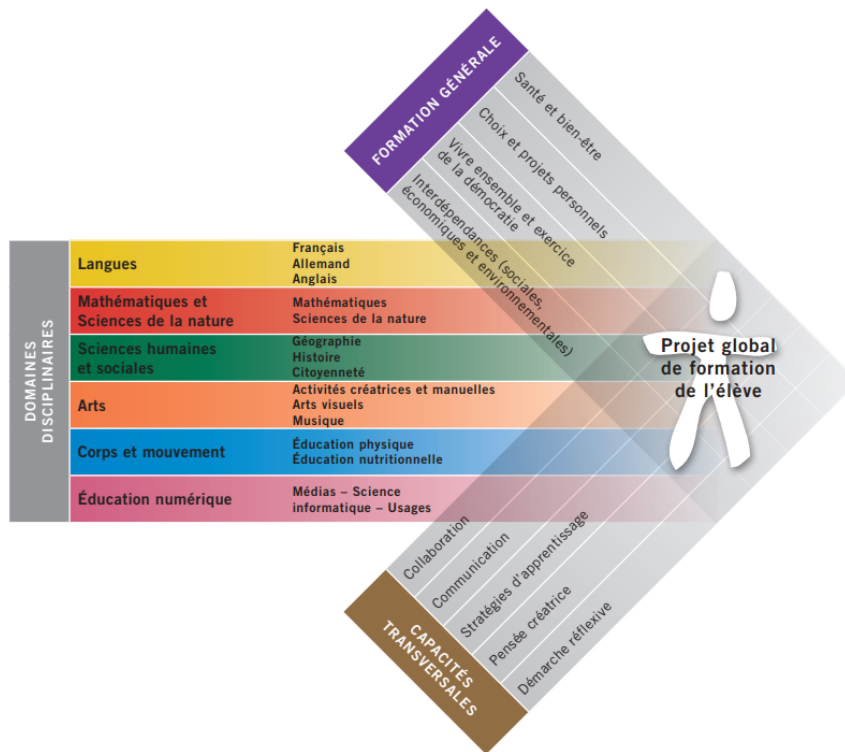 FORMATION GÉNÉRALE
Santé et bien-être
Choix et projets personnels
Vivre ensemble et exercice
de la démocratie
Interdépendances (sociales,
économiques et environnementales)
DOMAINES
DISCIPLINAIRES
Langues
Français
Allemand
Anglais
Mathématiques et
Sciences de la nature
Mathématiques
Sciences de la nature
Sciences humaines
et sociales
Géographie
Histoire
Citoyenneté
Arts
Activités créatrices et manuelles
Arts visuels
Musique
Corps et mouvement
Éducation physique
Éducation nutritionnelle
Éducation numérique
Médias – Science
informatique – Usages
Projet global
de formation
de l'élève
CAPACITÉS
TRANSVERSALES
Collaboration
Communication
Stratégies d'apprentissage
Pensée créatrice
Démarche réflexive